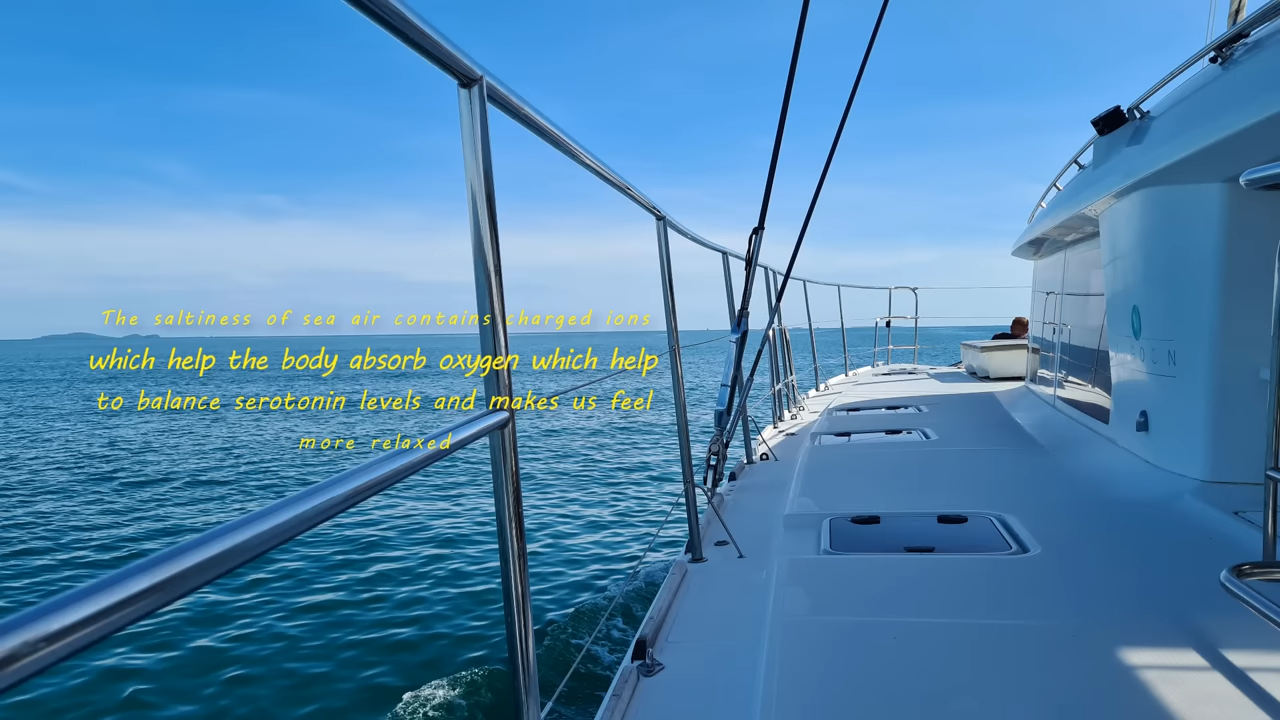 The saltiness of sea air contains charged ions
which help the body absorb oxygen which help
to balance serotonin levels and makes us feel
more relaxed